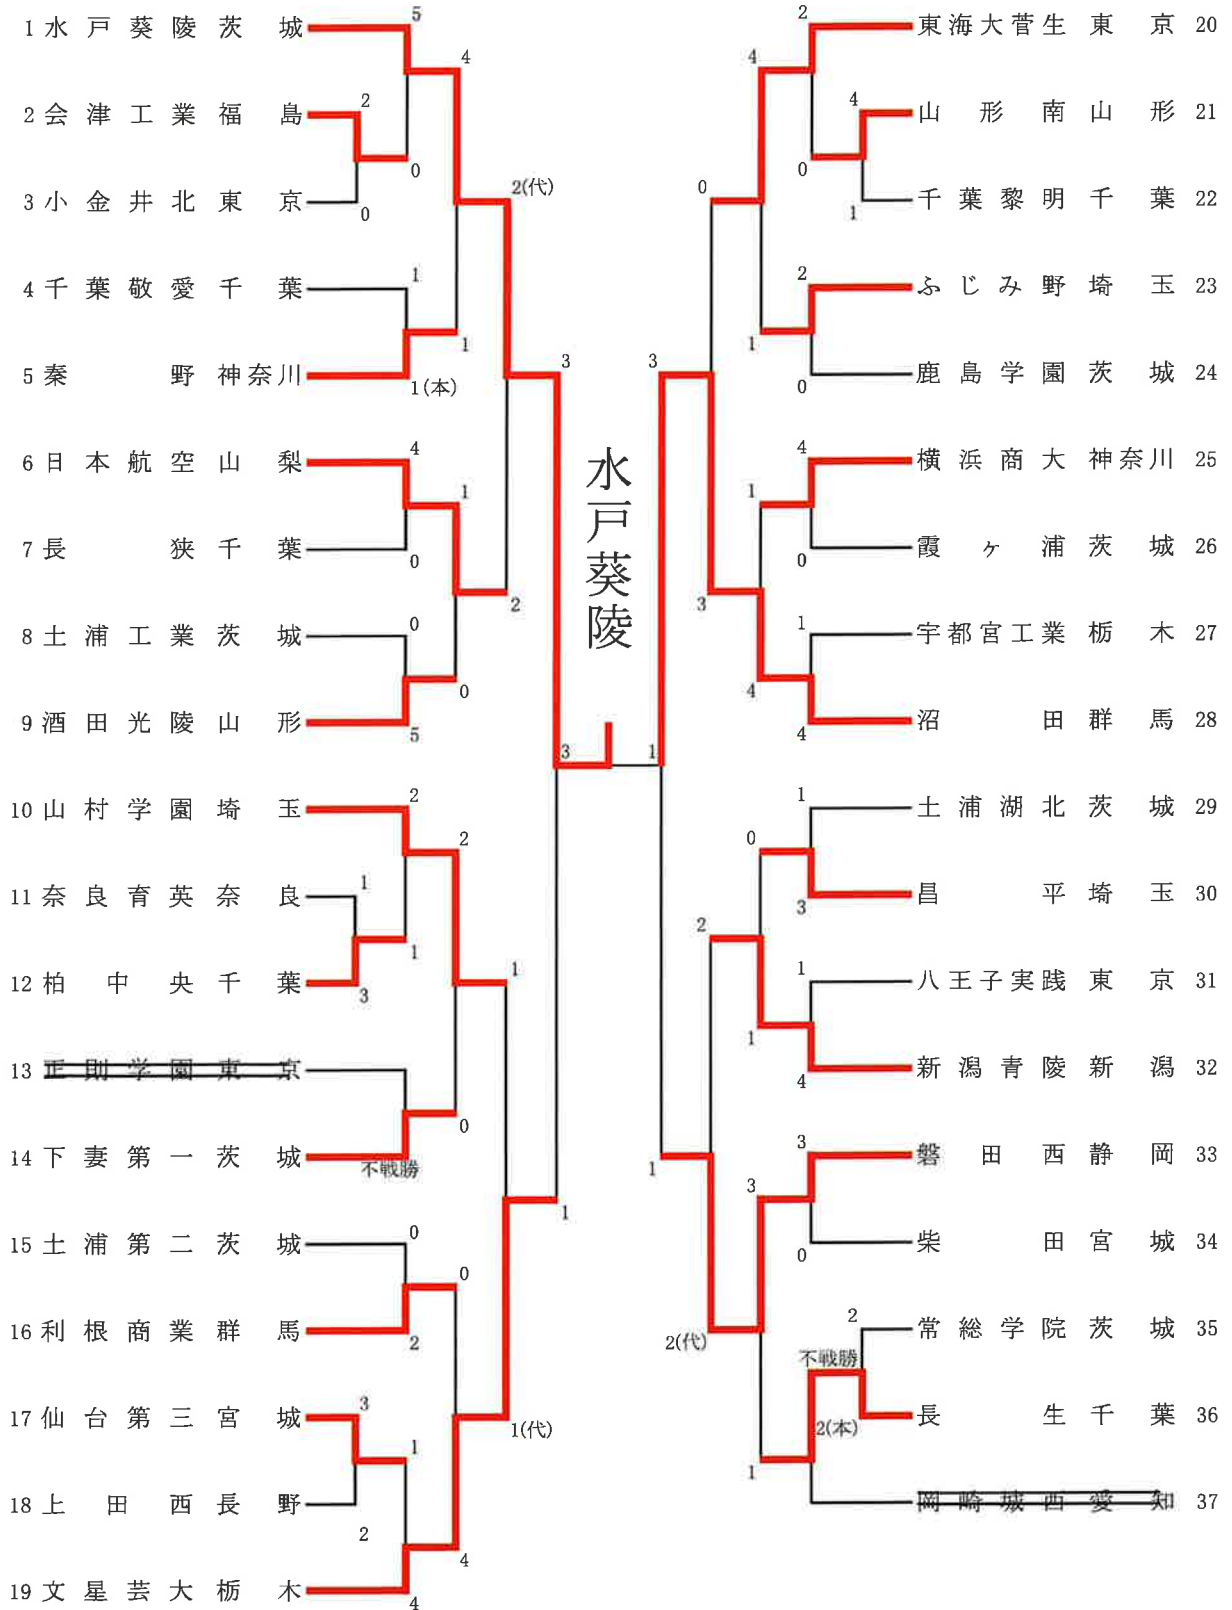 1 水戸葵陵 茨城
2 会津工業 福島
3 小金井北 東京
4 千葉敬愛 千葉
5 秦野 神奈川
6 日本航空 山梨
7 長狭 千葉
8 土浦工業 茨城
9 酒田光陵 山形
10 山村学園 埼玉
11 奈良育英 奈良
12 柏中央 千葉
13 正則学園 東京
14 下妻第一 茨城
15 土浦第二 茨城
16 利根商業 群馬
17 仙台第三 宮城
18 上田西 長野
19 文星芸大 栃木
5
2
0
0
1
1(本)
4
0
0
5
2
1
3
1
不戦勝
0
2
3
2
1
4
4
1
1
0
2
0
0
4
2(代)
2
1
1(代)
3
1
3
水戸葵陵
1
3
1
0
3
2
2(代)
4
1
1
4
0
1
3
1
2
0
4
1
2
0
4
0
1
4
1
3
1
4
3
0
不戦勝
2
2(本)
東海大菅生 東京 20
山形南 山形 21
千葉黎明 千葉 22
ふじみ野 埼玉 23
鹿島学園 茨城 24
横浜商大 神奈川 25
霞ヶ浦 茨城 26
宇都宮工業 栃木 27
沼田 群馬 28
土浦湖北 茨城 29
昌平 埼玉 30
八王子実践 東京 31
新潟青陵 新潟 32
磐田西 静岡 33
柴田 宮城 34
常総学院 茨城 35
長生 千葉 36
岡崎城西 愛知 37